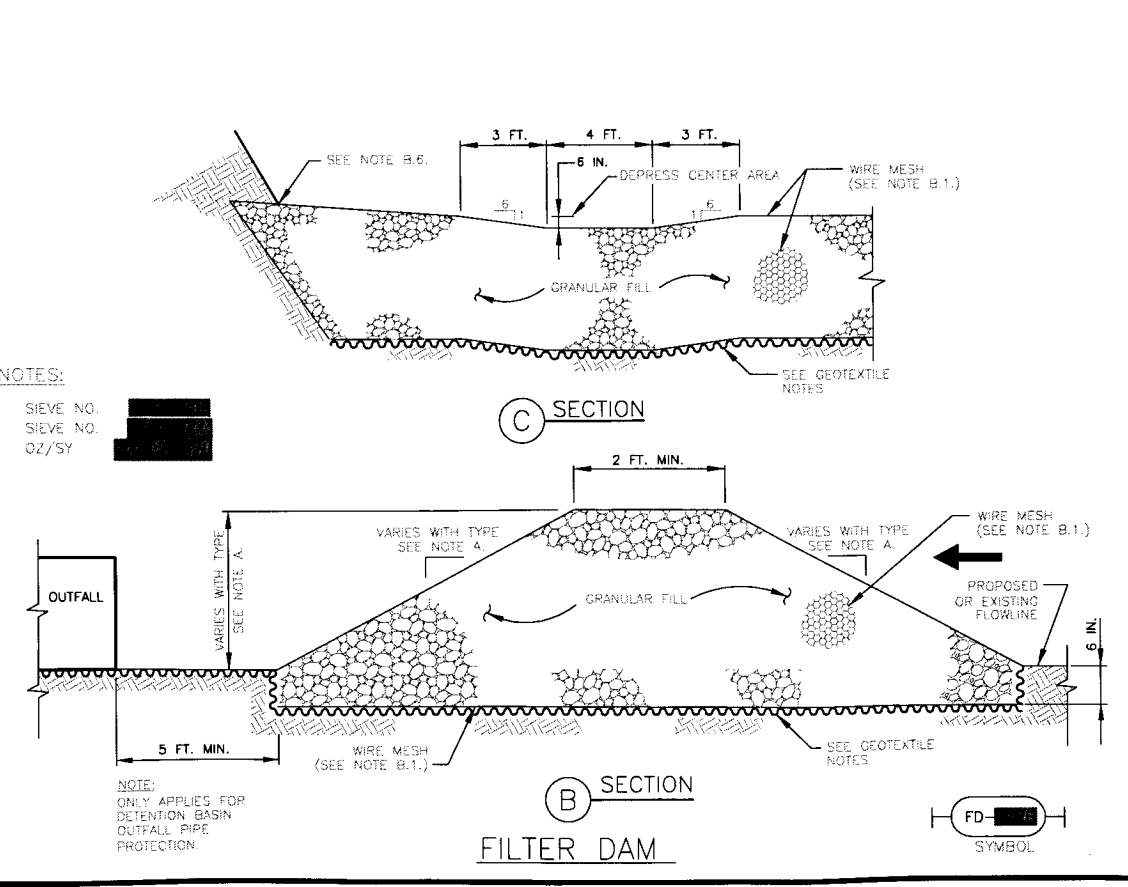 3 FT.
4 FT.
3 FT.
6 IN.
SEE NOTE B.6.
DEPRESS CENTER AREA
WIRE MESH
(SEE NOTE B.1.)
6
1
1
6
GRANULAR FILL
SEE GEOTEXTILE
NOTES
NOTES:
SIEVE NO.
SIEVE NO.
OZ/SY
C SECTION
2 FT. MIN.
VARIES WITH TYPE
SEE NOTE A.
VARIES WITH TYPE
SEE NOTE A.
VARIES WITH TYPE
SEE NOTE A.
WIRE MESH
(SEE NOTE B.1.)
OUTFALL
GRANULAR FILL
PROPOSED
OR EXISTING
FLOWLINE
6 IN.
5 FT. MIN.
WIRE MESH
(SEE NOTE B.1.)
SEE GEOTEXTILE
NOTES
NOTE:
ONLY APPLIES FOR
DETENTION BASIN
OUTFALL PIPE
PROTECTION.
B SECTION
FD-
SYMBOL
FILTER DAM